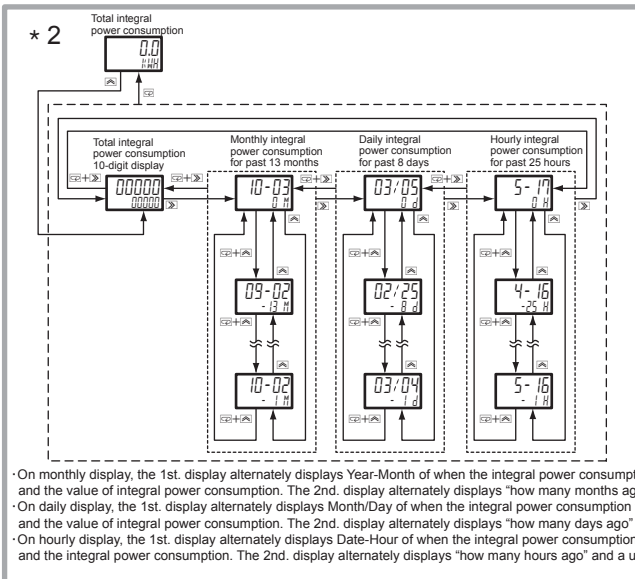 * 2
Total integral
power consumption
0.0
kWH
Total integral
power consumption
10-digit display
Monthly integral
power consumption
for past 13 months
Daily integral
power consumption
for past 8 days
Hourly integral
power consumption
for past 25 hours
00000
00000
10-03
0 M
03/05
0 d
5-17
0 H
09-02
-13 M
02/25
- 8 d
4-16
-25 H
10-02
- 1 M
03/04
- 1 d
5-16
- 1 H
·On monthly display, the 1st. display alternately displays Year-Month of when the integral power consumpt
and the value of integral power consumption. The 2nd. display alternately displays “how many months ag
·On daily display, the 1st. display alternately displays Month/Day of when the integral power consumption
and the value of integral power consumption. The 2nd. display alternately displays “how many days ago”
·On hourly display, the 1st. display alternately displays Date-Hour of when the integral power consumption
and the integral power consumption. The 2nd. display alternately displays “how many hours ago” and a u